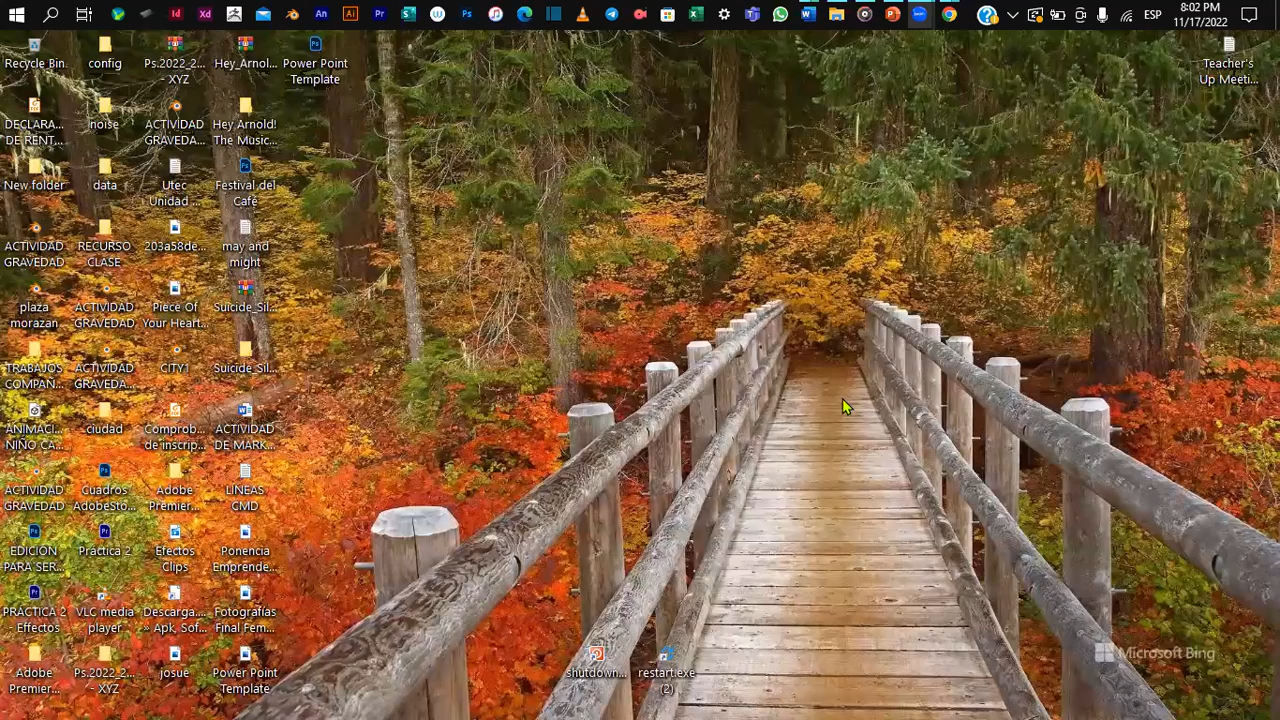 8:02 PM
ESP
11/17/2022
Recycle Bin
config
Ps.2022_2...
- XYZ
Hey_Arnol...
Power Point
Template
Teacher's
Up Meeti...
DECLARA...
DE RENT...
noise
ACTIVIDAD
GRAVEDA...
Hey Arnold!
The Music...
New folder
data
Utec
Unidad ...
Festival del
Café
ACTIVIDAD
GRAVEDAD
RECURSO
CLASE
203a58de...
may and
might
plaza
morazan
ACTIVIDAD
GRAVEDAD
Piece Of
Your Heart...
Suicide_Sil...
TRABAJOS
COMPAN...
ACTIVIDAD
GRAVEDA...
CITY1
Suicide_Sil...
ANIMACI...
NIÑO CA...
ciudad
Comprob...
de inscrip...
ACTIVIDAD
DE MARK...
ACTIVIDAD
GRAVEDAD
Cuadros
AdobeSto...
Adobe
Premier...
LINEAS
CMD
EDICION
PARA SER...
Práctica 2
Efectos
Clips
Ponencia
Emprende...
PRACTICA 2
- Efectos
VLC media
player
Descarga...
» Apk, Sof...
Fotografías
Final Fem...
Adobe
Premier...
Ps.2022_2...
- XYZ
josue
Power Point
Template
shutdown...
restart.exe
(2)
Microsoft Bing